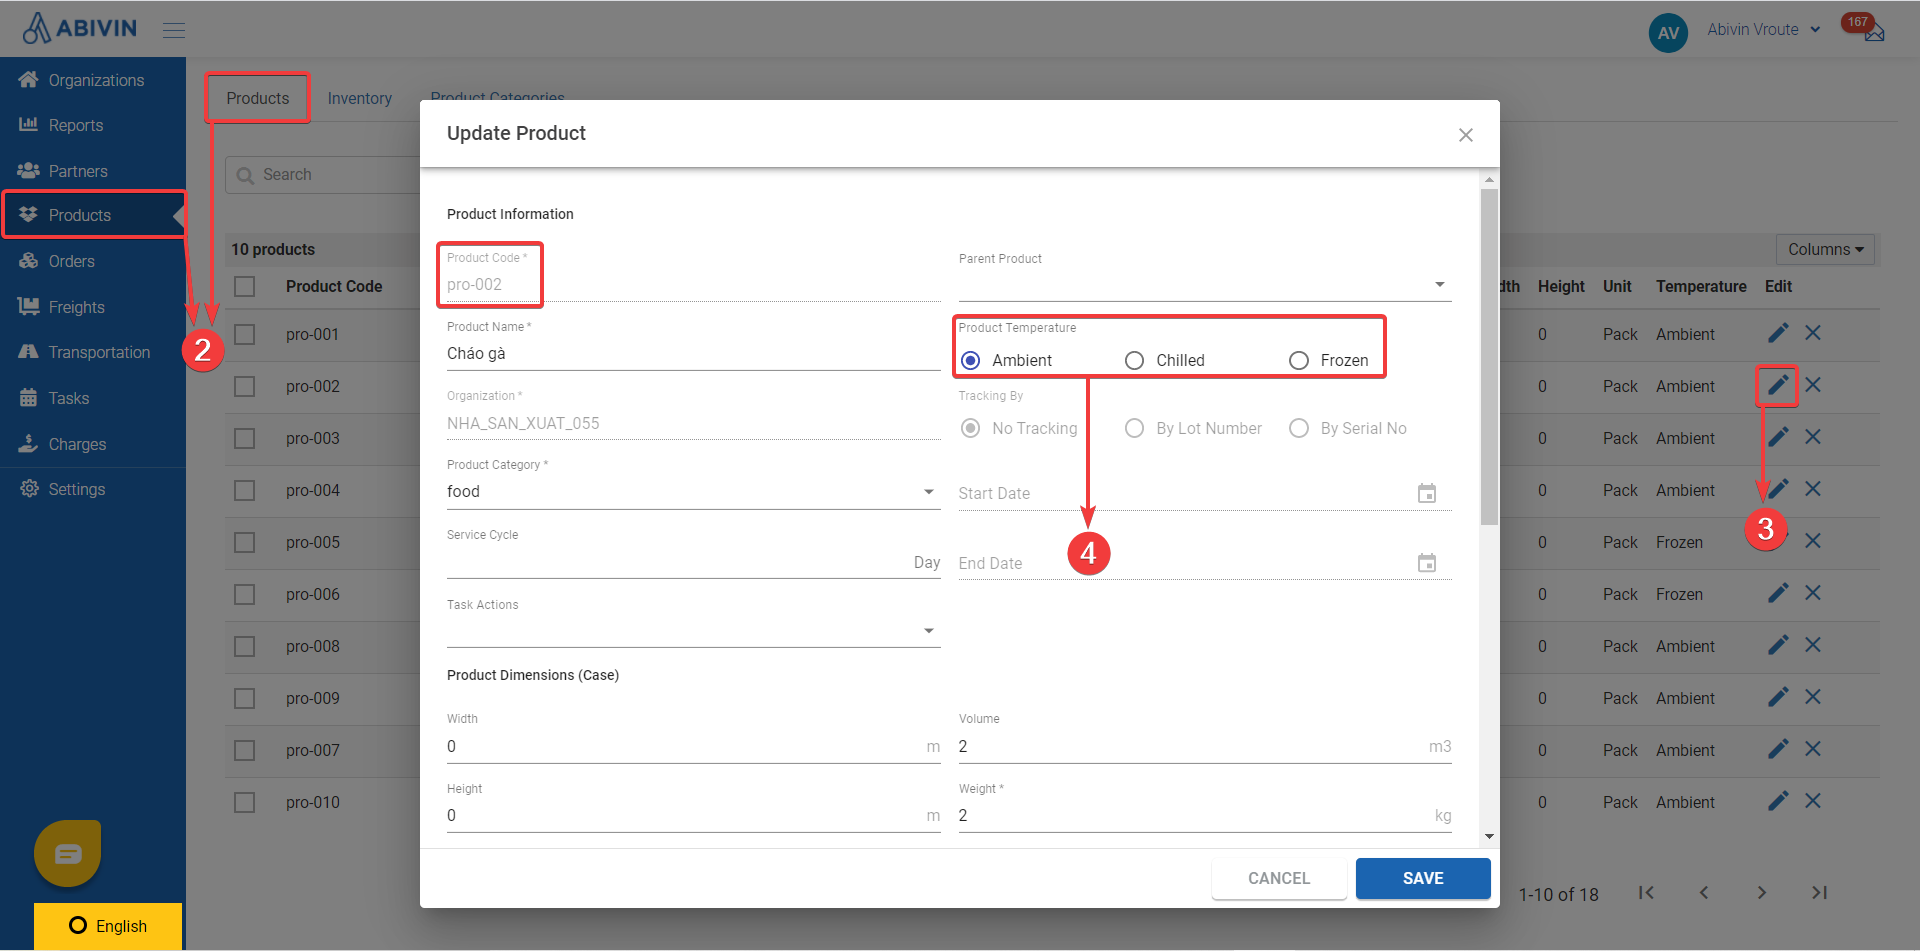 ABIVIN
AV
Abivin Vroute
167
Organizations
Reports
Partners
Products
Orders
Freights
Transportation
Tasks
Charges
Settings
English
Products
Inventory
Product Categories
Search
10 products
Columns
Product Code
dth Height Unit Temperature Edit
pro-001
0 Pack Ambient
pro-002
0 Pack Ambient
pro-003
0 Pack Ambient
pro-004
0 Pack Ambient
pro-005
0 Pack Frozen
pro-006
0 Pack Frozen
pro-008
0 Pack Ambient
pro-009
0 Pack Ambient
pro-007
0 Pack Ambient
pro-010
0 Pack Ambient
1-10 of 18
2
3
4
Update Product
Product Information
Product Code *
pro-002
Parent Product
Product Name *
Cháo gà
Product Temperature
Ambient Chilled Frozen
Organization *
NHA_SAN_XUAT_055
Tracking By
No Tracking By Lot Number By Serial No
Product Category *
food
Start Date
Service Cycle
Day
End Date
Task Actions
Product Dimensions (Case)
Width
0 m
Volume
2 m3
Height
0 m
Weight *
2 kg
CANCEL
SAVE